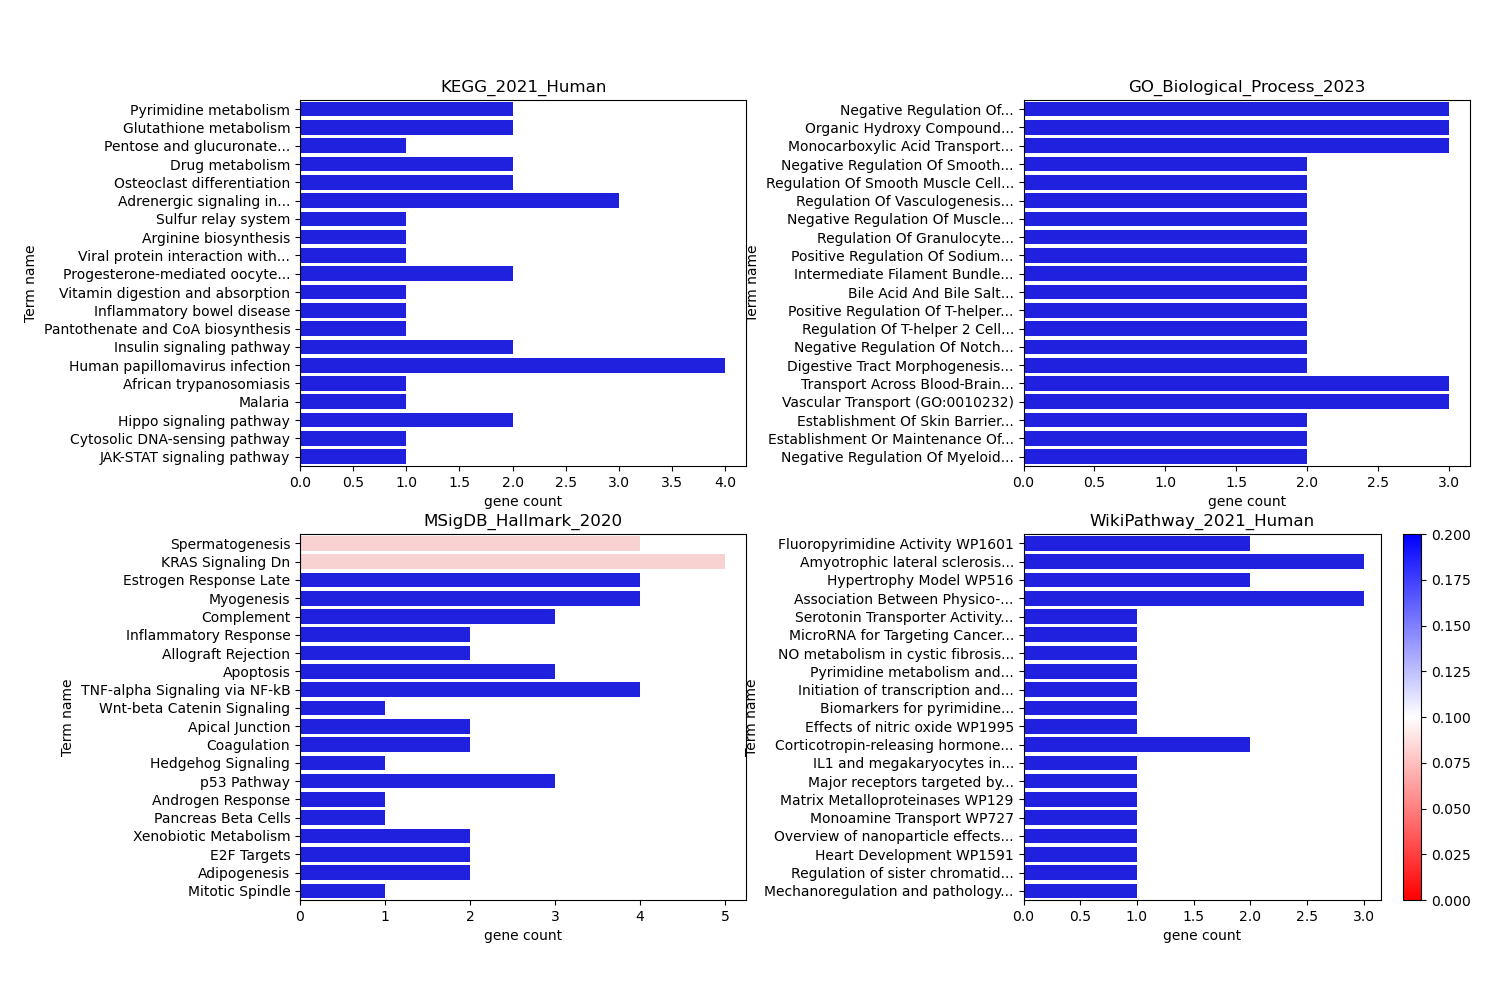 KEGG_2021_Human
Term name
Pyrimidine metabolism
Glutathione metabolism
Pentose and glucuronate...
Drug metabolism
Osteoclast differentiation
Adrenergic signaling in...
Sulfur relay system
Arginine biosynthesis
Viral protein interaction with...
Progesterone-mediated oocyte...
Vitamin digestion and absorption
Inflammatory bowel disease
Pantothenate and CoA biosynthesis
Insulin signaling pathway
Human papillomavirus infection
African trypanosomiasis
Malaria
Hippo signaling pathway
Cytosolic DNA-sensing pathway
JAK-STAT signaling pathway
0.0 0.5 1.0 1.5 2.0 2.5 3.0 3.5 4.0
gene count
GO_Biological_Process_2023
Term name
Negative Regulation Of...
Organic Hydroxy Compound...
Monocarboxylic Acid Transport...
Negative Regulation Of Smooth...
Regulation Of Smooth Muscle Cell...
Regulation Of Vasculogenesis...
Negative Regulation Of Muscle...
Regulation Of Granulocyte...
Positive Regulation Of Sodium...
Intermediate Filament Bundle...
Bile Acid And Bile Salt...
Positive Regulation Of T-helper...
Regulation Of T-helper 2 Cell...
Negative Regulation Of Notch...
Digestive Tract Morphogenesis...
Transport Across Blood-Brain...
Vascular Transport (GO:0010232)
Establishment Of Skin Barrier...
Establishment Or Maintenance Of...
Negative Regulation Of Myeloid...
0.0 0.5 1.0 1.5 2.0 2.5 3.0
gene count
MSigDB_Hallmark_2020
Term name
Spermatogenesis
KRAS Signaling Dn
Estrogen Response Late
Myogenesis
Complement
Inflammatory Response
Allograft Rejection
Apoptosis
TNF-alpha Signaling via NF-kB
Wnt-beta Catenin Signaling
Apical Junction
Coagulation
Hedgehog Signaling
p53 Pathway
Androgen Response
Pancreas Beta Cells
Xenobiotic Metabolism
E2F Targets
Adipogenesis
Mitotic Spindle
0 1 2 3 4 5
gene count
WikiPathway_2021_Human
Term name
Fluoropyrimidine Activity WP1601
Amyotrophic lateral sclerosis...
Hypertrophy Model WP516
Association Between Physico-...
Serotonin Transporter Activity...
MicroRNA for Targeting Cancer...
NO metabolism in cystic fibrosis...
Pyrimidine metabolism and...
Initiation of transcription and...
Biomarkers for pyrimidine...
Effects of nitric oxide WP1995
Corticotropin-releasing hormone...
IL1 and megakaryocytes in...
Major receptors targeted by...
Matrix Metalloproteinases WP129
Monoamine Transport WP727
Overview of nanoparticle effects...
Heart Development WP1591
Regulation of sister chromatid...
Mechanoregulation and pathology...
0.0 0.5 1.0 1.5 2.0 2.5 3.0
gene count
0.200
0.175
0.150
0.125
0.100
0.075
0.050
0.025
0.000